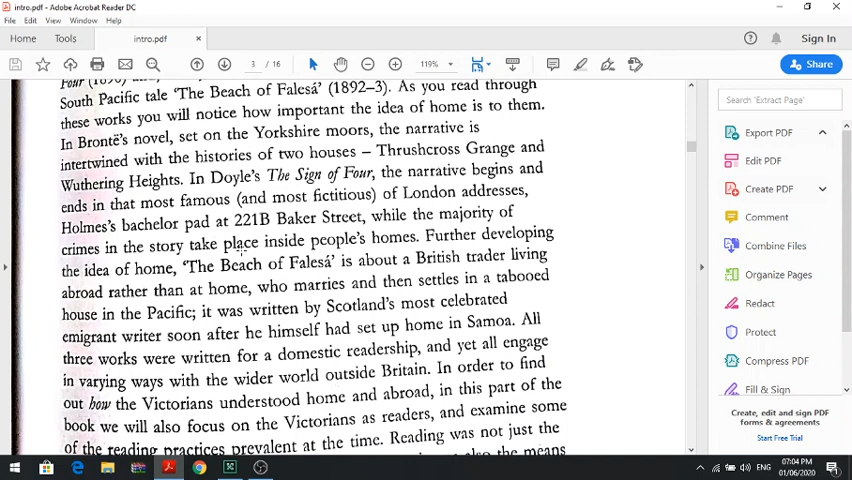 intro.pdf - Adobe Acrobat Reader DC
File Edit View Window Help
Home Tools intro.pdf × Sign In
3 / 16 119% Share
South Pacific tale ‘The Beach of Falesá’ (1892–3). As you read through
these works you will notice how important the idea of home is to them.
In Brontë’s novel, set on the Yorkshire moors, the narrative is
intertwined with the histories of two houses – Thrushcross Grange and
Wuthering Heights. In Doyle’s The Sign of Four, the narrative begins and
ends in that most famous (and most fictitious) of London addresses,
Holmes’s bachelor pad at 221B Baker Street, while the majority of
crimes in the story take place inside people’s homes. Further developing
the idea of home, ‘The Beach of Falesá’ is about a British trader living
abroad rather than at home, who marries and then settles in a tabooed
house in the Pacific; it was written by Scotland’s most celebrated
emigrant writer soon after he himself had set up home in Samoa. All
three works were written for a domestic readership, and yet all engage
in varying ways with the wider world outside Britain. In order to find
out how the Victorians understood home and abroad, in this part of the
book we will also focus on the Victorians as readers, and examine some
of the reading practices prevalent at the time. Reading was not just the
also the means
Search 'Extract Page'
Export PDF
Edit PDF
Create PDF
Comment
Combine Files
Organize Pages
Redact
Protect
Compress PDF
Fill & Sign
Create, edit and sign PDF
forms & agreements
Start Free Trial
ENG
07:04 PM
01/06/2020